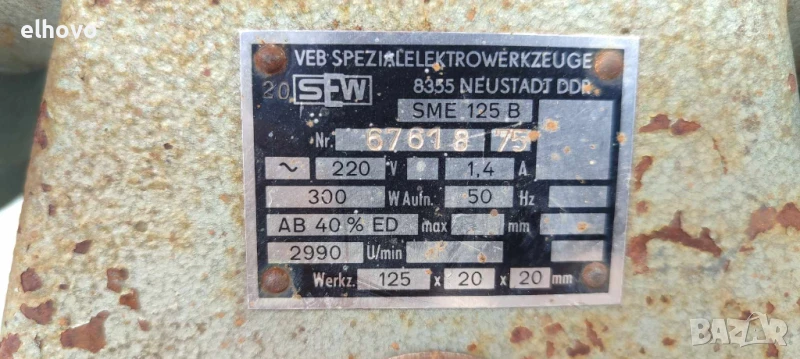 elhovo
VEB SPEZIALELEKTROWERKZEUGE
20 SEW 8355 NEUSTADT DDR
SME 125 B
Nr. 67618 75
~ 220 V 1,4 A
300 W Aufn. 50 Hz
AB 40 % ED max mm
2990 U/min
Werkz. 125 x 20 x 20 mm
BAZAR